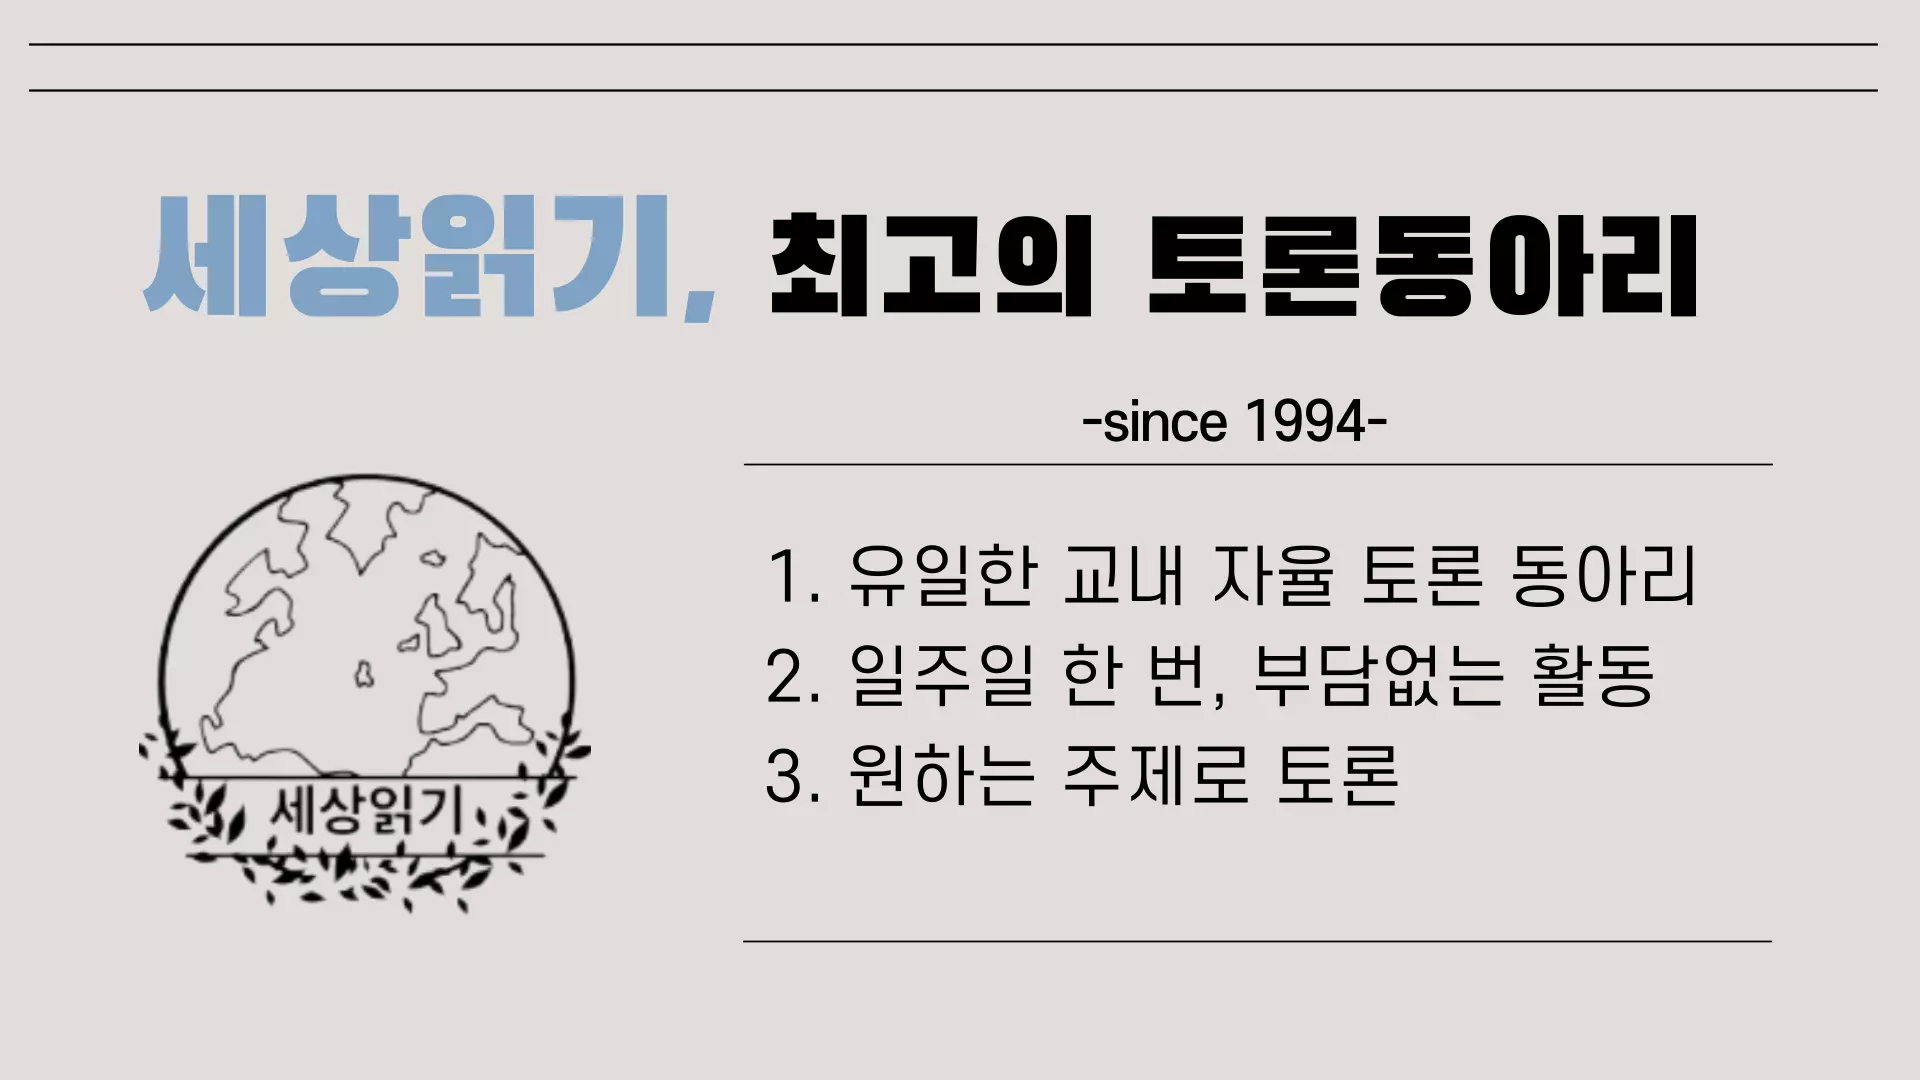 세상읽기, 최고의 토론동아리
-since 1994-
1. 유일한 교내 자율 토론 동아리
2. 일주일 한 번, 부담없는 활동
3. 원하는 주제로 토론
세상읽기